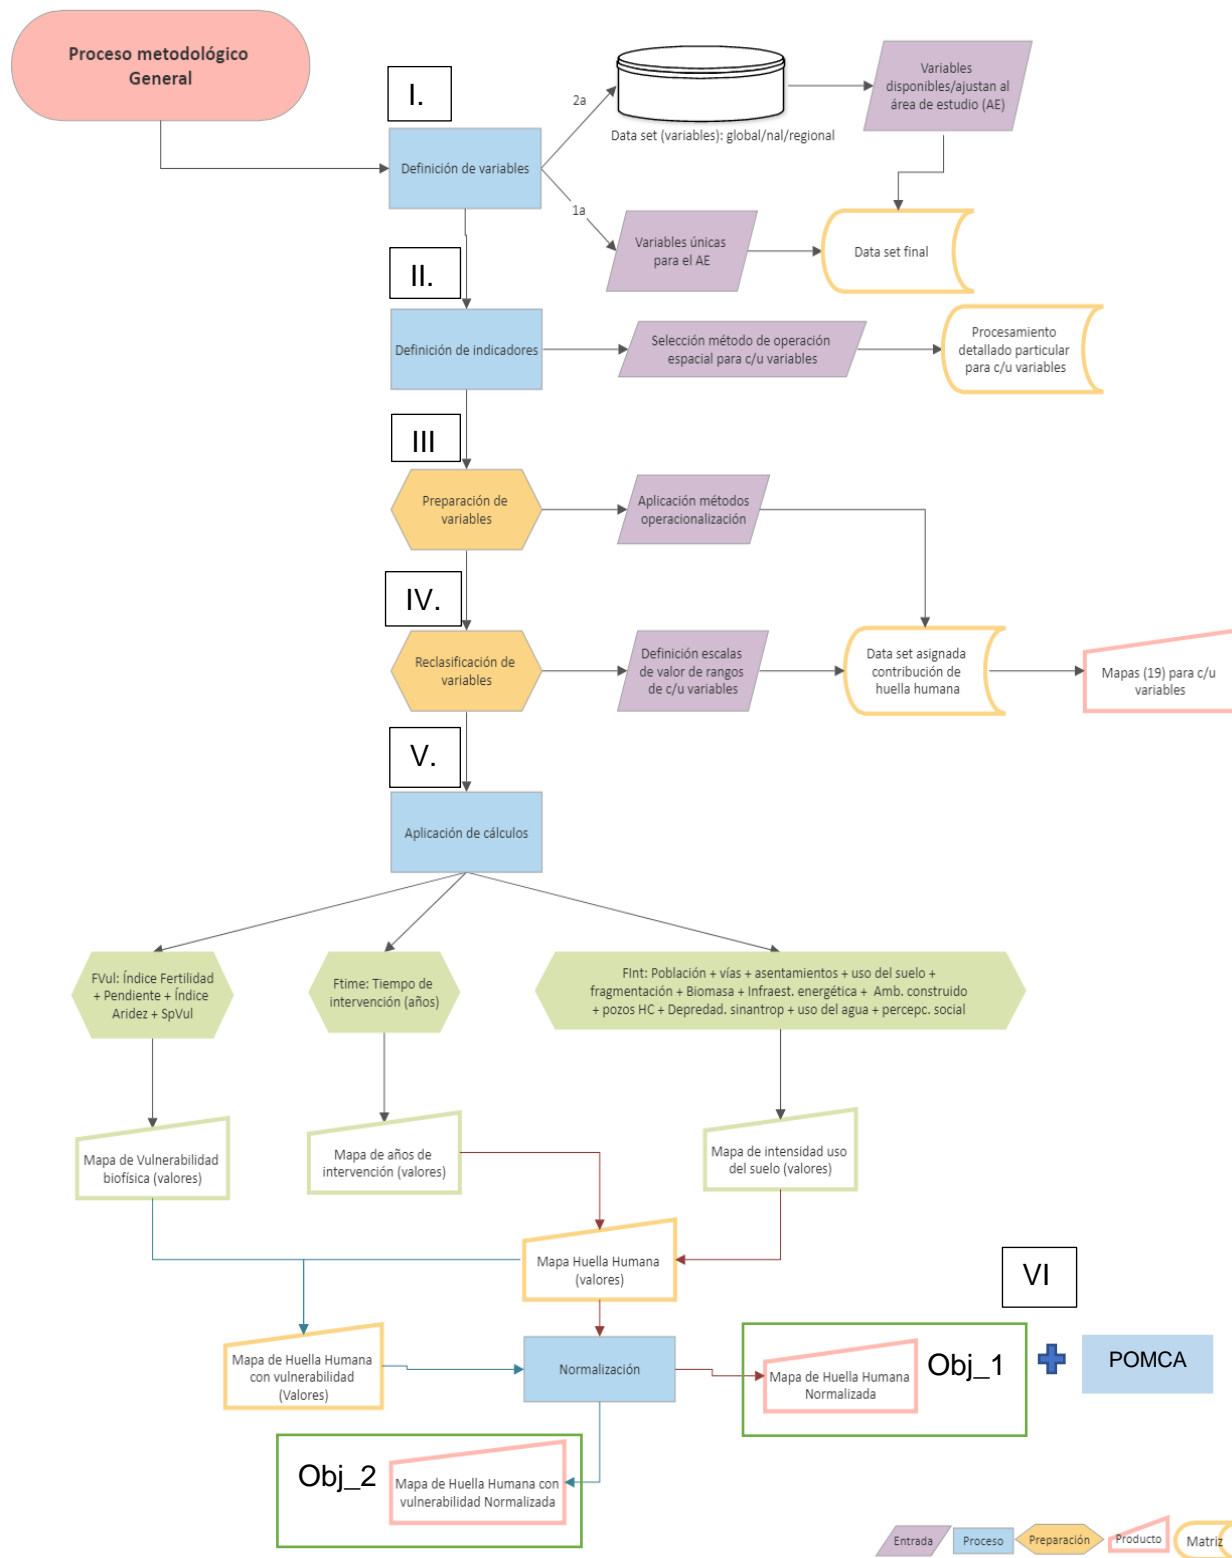 Proceso metodológico
General
I.
2a
Data set (variables): global/nal/regional
Variables
disponibles/ajustan al
área de estudio (AE)
Definición de variables
1a
Variables únicas
para el AE
Data set final
II.
Definición de indicadores
Selección método de operación
espacial para c/u variables
Procesamiento
detallado particular
para c/u variables
III
Preparación de
variables
Aplicación métodos
operacionalización
IV.
Reclasificación de
variables
Definición escalas
de valor de rangos
de c/u variables
Data set asignada
contribución de
huella humana
Mapas (19) para c/u
variables
V.
Aplicación de cálculos
FVul: Índice Fertilidad
+ Pendiente + Índice
Aridez + SpVul
Ftime: Tiempo de
intervención (años)
FInt: Población + vías + asentamientos + uso del suelo +
fragmentación + Biomasa + Infraest. energética + Amb. construido
+ pozos HC + Depredad. sinantrop + uso del agua + percepc. social
Mapa de Vulnerabilidad
biofísica (valores)
Mapa de años de
intervención (valores)
Mapa de intensidad uso
del suelo (valores)
Mapa Huella Humana
(valores)
VI
Mapa de Huella Humana
con vulnerabilidad
(Valores)
Normalización
Mapa de Huella Humana
Normalizada
Obj_1
POMCA
Obj_2
Mapa de Huella Humana con
vulnerabilidad Normalizada
Entrada
Proceso
Preparación
Producto
Matriz